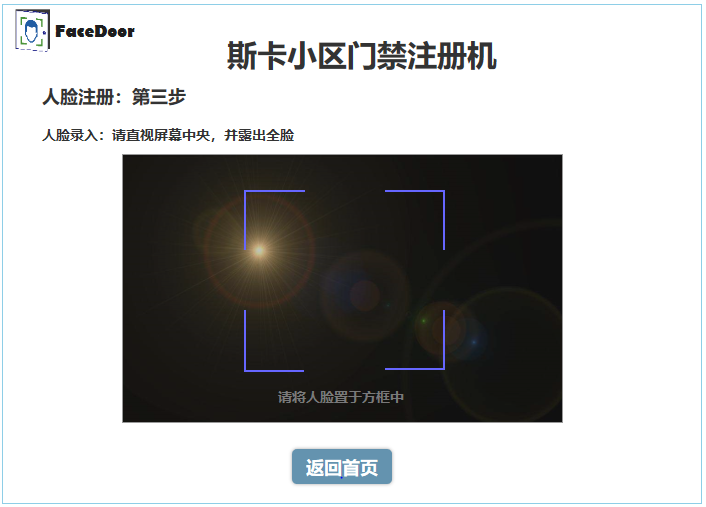 FaceDoor
斯卡小区门禁注册机
人脸注册：第三步
人脸录入：请直视屏幕中央，并露出全脸
请将人脸置于方框中
返回首页